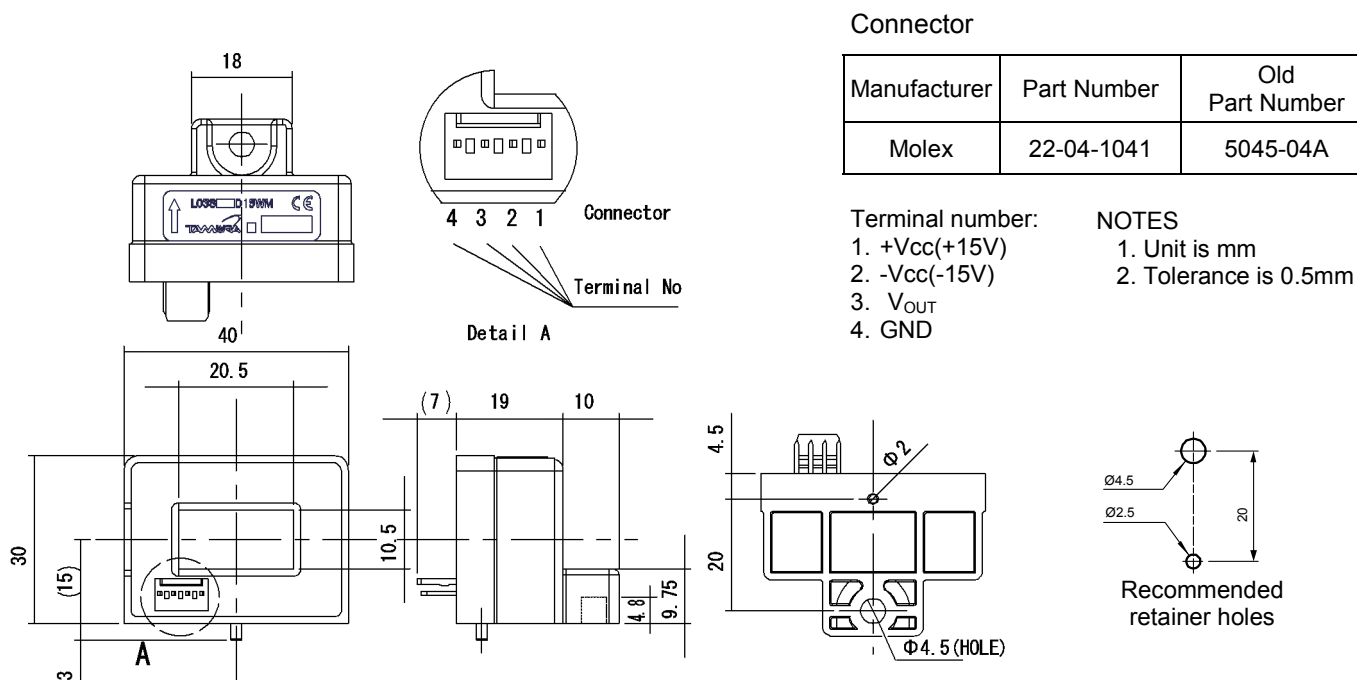 Connector
Manufacturer Part Number Old Part Number
Molex 22-04-1041 5045-04A
Terminal number:
1. +Vcc(+15V)
2. -Vcc(-15V)
3. VOUT
4. GND
NOTES
1. Unit is mm
2. Tolerance is 0.5mm
18
TAMURA
CE
4 3 2 1
Connector
Terminal No
Detail A
40
20.5
30
(15)
10.5
A
3
(7) 19 10
4.8
9.75
4.5
20
Φ2
Φ4.5(HOLE)
Ø4.5
Ø2.5
20
Recommended
retainer holes